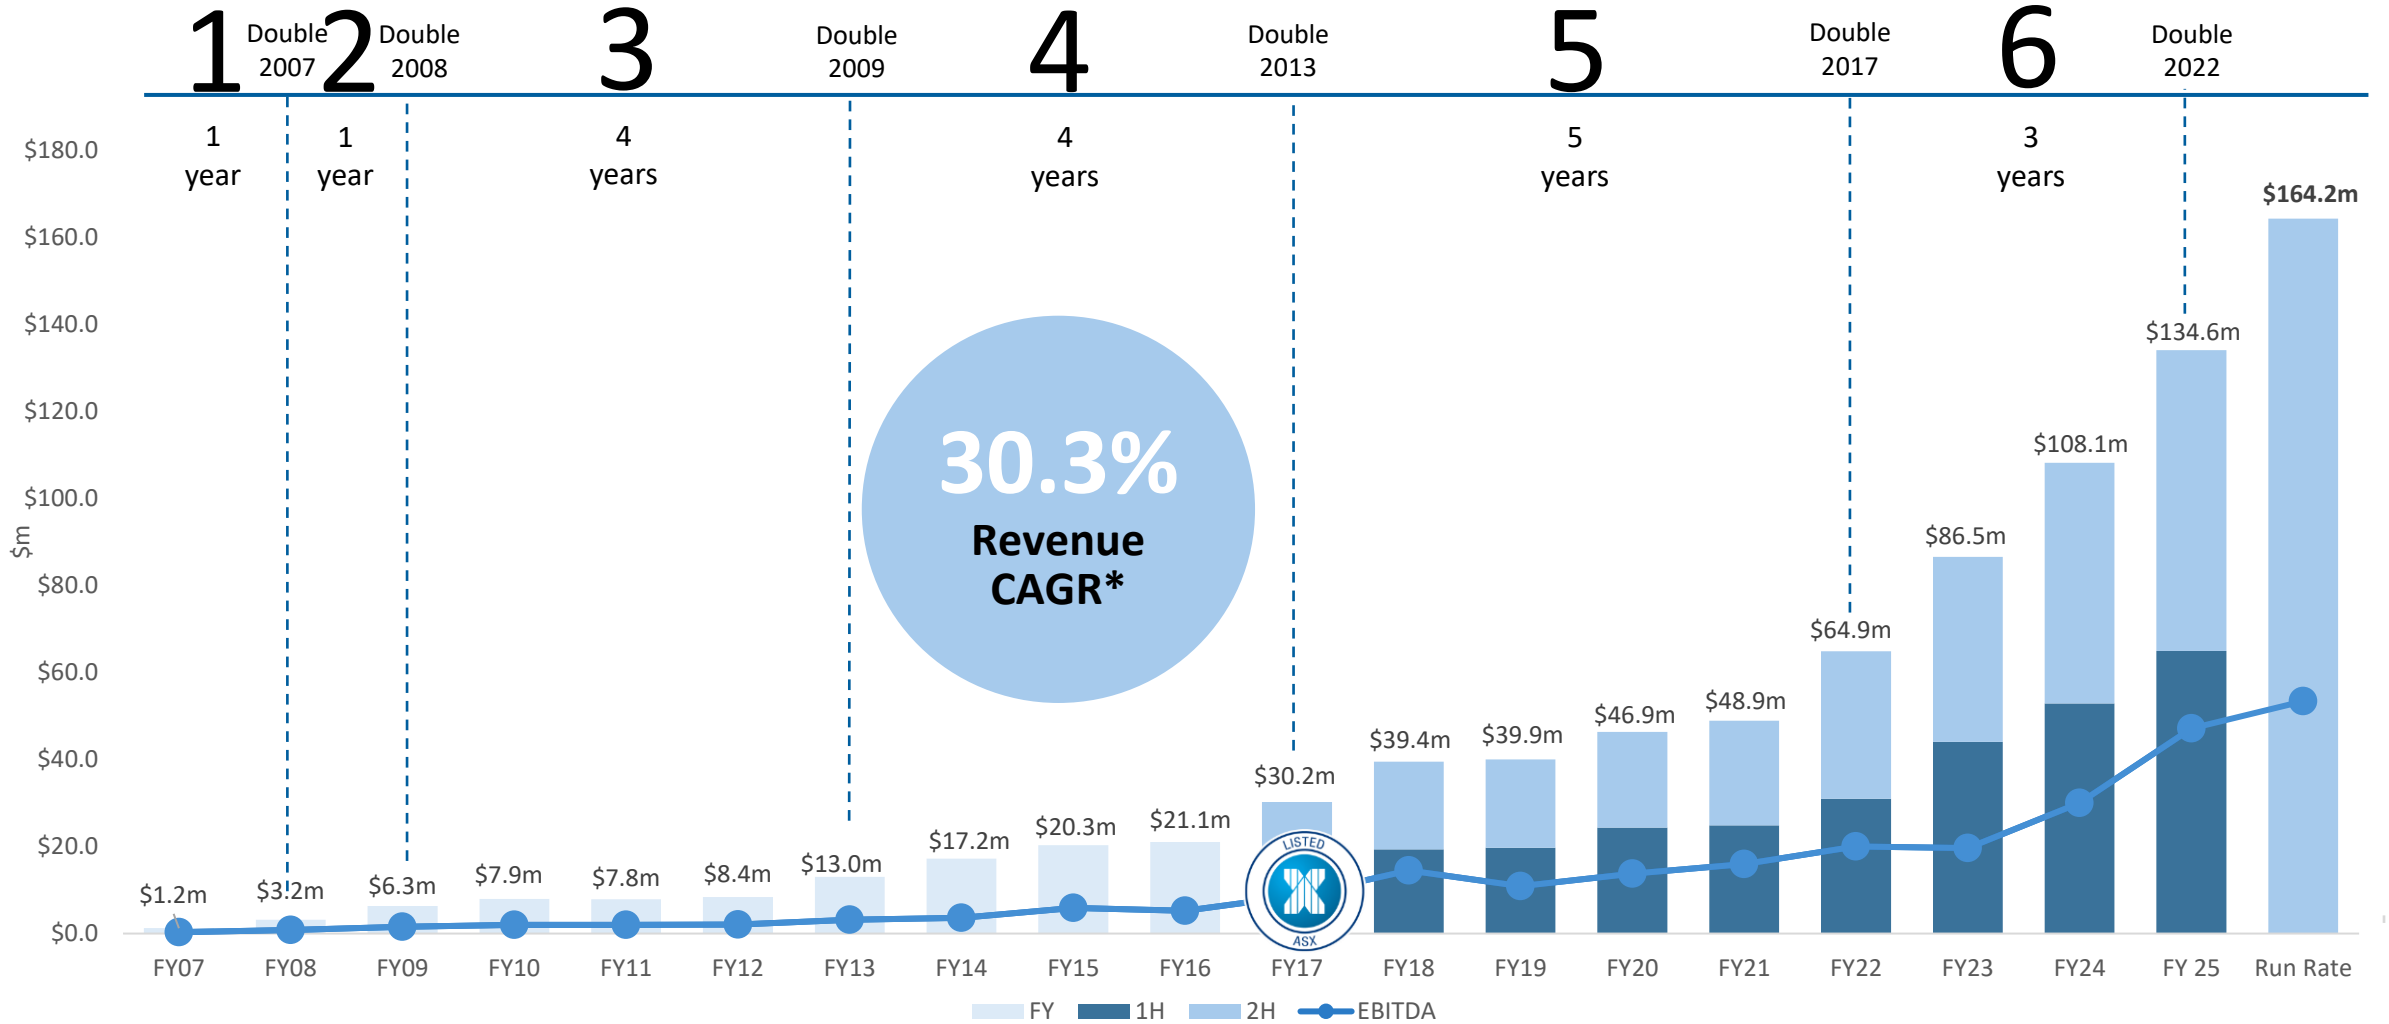 1
Double
2007
2
Double
2008
3
Double
2009
4
Double
2013
5
Double
2017
6
Double
2022
1
year
1
year
4
years
4
years
5
years
3
years
$180.0
$160.0
$140.0
$120.0
$100.0
$80.0
$60.0
$40.0
$20.0
$0.0
$m
30.3%
Revenue
CAGR*
$1.2m
$3.2m
$6.3m
$7.9m
$7.8m
$8.4m
$13.0m
$17.2m
$20.3m
$21.1m
$30.2m
$39.4m
$39.9m
$46.9m
$48.9m
$64.9m
$86.5m
$108.1m
$134.6m
$164.2m
LISTED
ASX
FY07
FY08
FY09
FY10
FY11
FY12
FY13
FY14
FY15
FY16
FY17
FY18
FY19
FY20
FY21
FY22
FY23
FY24
FY 25
Run Rate
FY
1H
2H
EBITDA